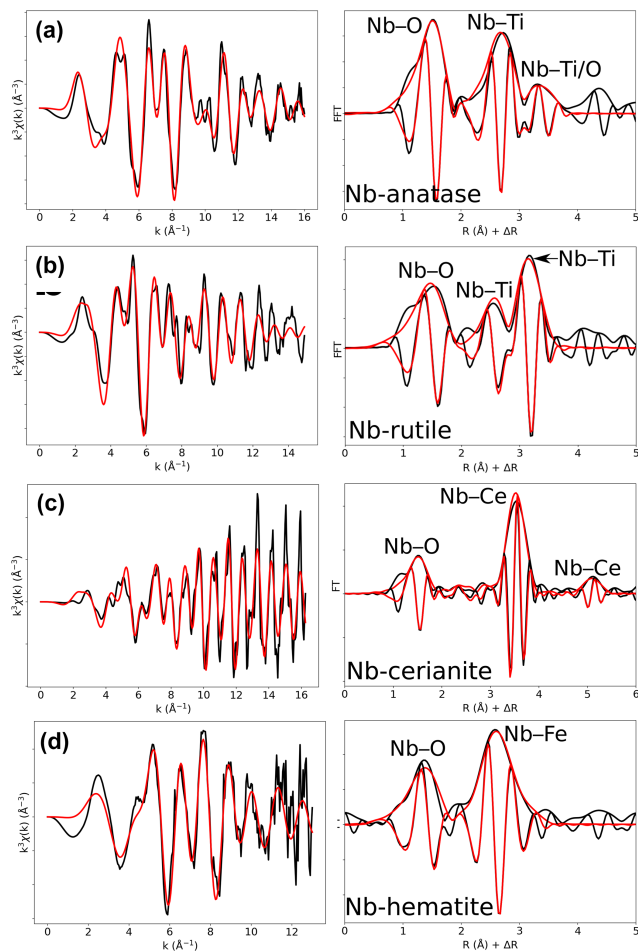 (a)
k³χ(k) (Å⁻³)
0 2 4 6 8 10 12 14 16
k (Å⁻¹)
Nb–O
Nb–Ti
Nb–Ti/O
FFT
Nb-anatase
0 1 2 3 4 5
R (Å) + ΔR
(b)
k³χ(k) (Å⁻³)
0 2 4 6 8 10 12 14
k (Å⁻¹)
Nb–Ti
Nb–O
Nb–Ti
FFT
Nb-rutile
0 1 2 3 4 5
R (Å) + ΔR
(c)
k³χ(k) (Å⁻³)
0 2 4 6 8 10 12 14 16
k (Å⁻¹)
Nb–Ce
Nb–O
Nb–Ce
FT
Nb-cerianite
0 1 2 3 4 5 6
R (Å) + ΔR
(d)
k³χ(k) (Å⁻³)
0 2 4 6 8 10 12
k (Å⁻¹)
Nb–O
Nb–Fe
Nb-hematite
0 1 2 3 4 5
R (Å) + ΔR